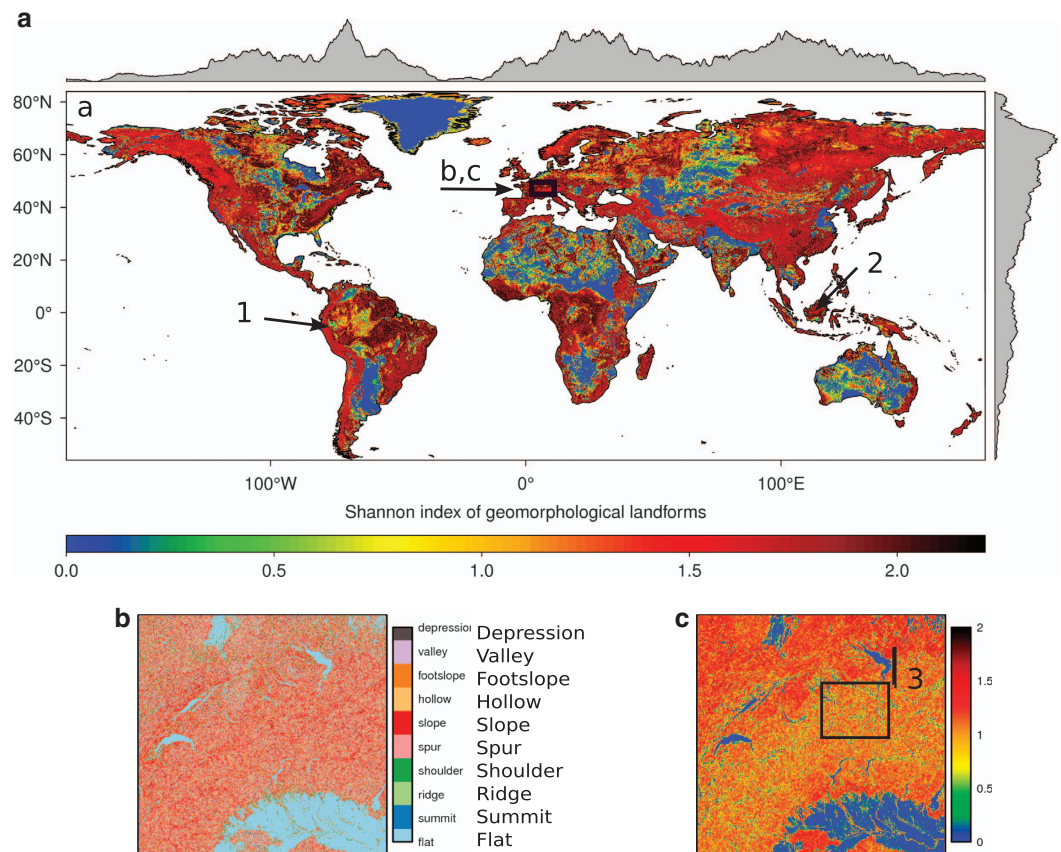 a
a
80°N
60°N
b,c
40°N
20°N
2
0°
1
20°S
40°S
100°W 0° 100°E
Shannon index of geomorphological landforms
0.0 0.5 1.0 1.5 2.0
b
c
depression Depression
valley Valley
footslope Footslope
hollow Hollow
slope Slope
spur Spur
shoulder Shoulder
ridge Ridge
summit Summit
flat Flat
3
2
1.5
1
0.5
0